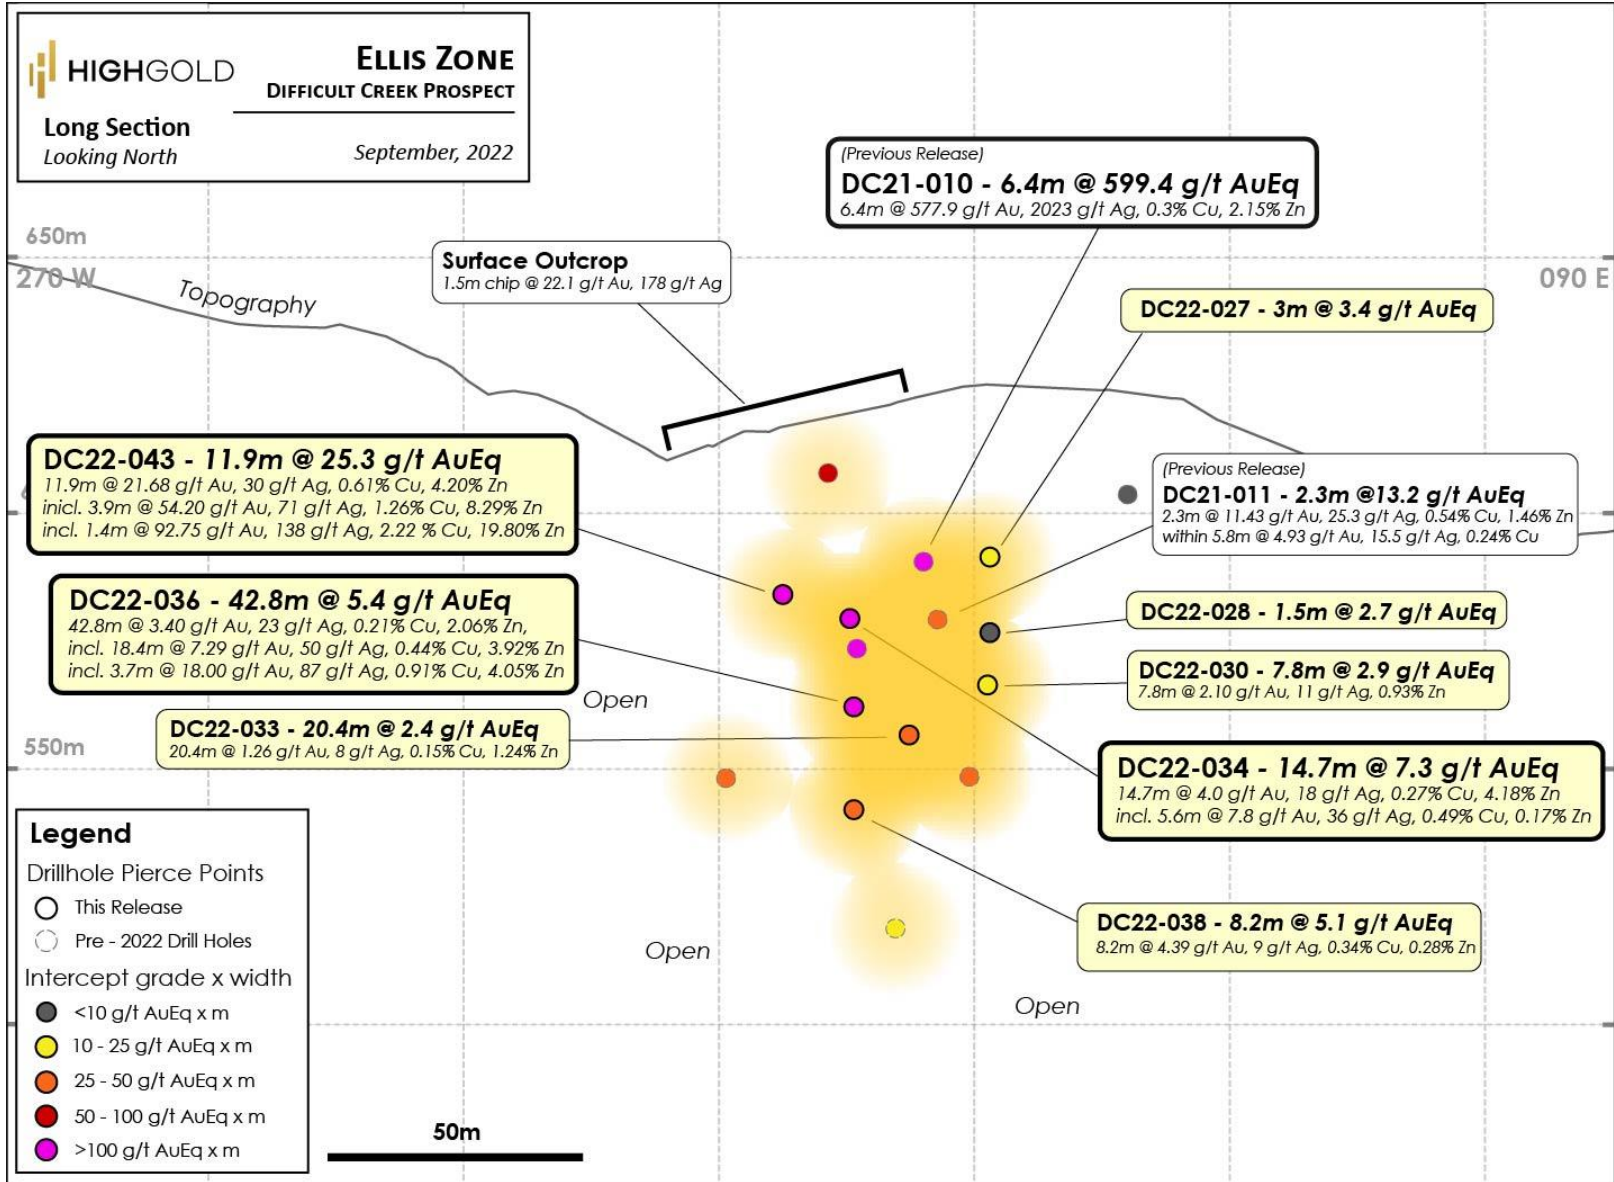 HIGHGOLD
ELLIS ZONE
DIFFICULT CREEK PROSPECT
Long Section
Looking North
September, 2022
(Previous Release)
DC21-010 - 6.4m @ 599.4 g/t AuEq
6.4m @ 577.9 g/t Au, 2023 g/t Ag, 0.3% Cu, 2.15% Zn
650m
270 W
090 E
Topography
Surface Outcrop
1.5m chip @ 22.1 g/t Au, 178 g/t Ag
DC22-027 - 3m @ 3.4 g/t AuEq
DC22-043 - 11.9m @ 25.3 g/t AuEq
11.9m @ 21.68 g/t Au, 30 g/t Ag, 0.61% Cu, 4.20% Zn
inicl. 3.9m @ 54.20 g/t Au, 71 g/t Ag, 1.26% Cu, 8.29% Zn
incl. 1.4m @ 92.75 g/t Au, 138 g/t Ag, 2.22 % Cu, 19.80% Zn
(Previous Release)
DC21-011 - 2.3m @13.2 g/t AuEq
2.3m @ 11.43 g/t Au, 25.3 g/t Ag, 0.54% Cu, 1.46% Zn
within 5.8m @ 4.93 g/t Au, 15.5 g/t Ag, 0.24% Cu
DC22-036 - 42.8m @ 5.4 g/t AuEq
42.8m @ 3.40 g/t Au, 23 g/t Ag, 0.21% Cu, 2.06% Zn,
incl. 18.4m @ 7.29 g/t Au, 50 g/t Ag, 0.44% Cu, 3.92% Zn
incl. 3.7m @ 18.00 g/t Au, 87 g/t Ag, 0.91% Cu, 4.05% Zn
DC22-028 - 1.5m @ 2.7 g/t AuEq
DC22-030 - 7.8m @ 2.9 g/t AuEq
7.8m @ 2.10 g/t Au, 11 g/t Ag, 0.93% Zn
Open
DC22-033 - 20.4m @ 2.4 g/t AuEq
20.4m @ 1.26 g/t Au, 8 g/t Ag, 0.15% Cu, 1.24% Zn
550m
DC22-034 - 14.7m @ 7.3 g/t AuEq
14.7m @ 4.0 g/t Au, 18 g/t Ag, 0.27% Cu, 4.18% Zn
incl. 5.6m @ 7.8 g/t Au, 36 g/t Ag, 0.49% Cu, 0.17% Zn
DC22-038 - 8.2m @ 5.1 g/t AuEq
8.2m @ 4.39 g/t Au, 9 g/t Ag, 0.34% Cu, 0.28% Zn
Open
Open
Legend
Drillhole Pierce Points
This Release
Pre - 2022 Drill Holes
Intercept grade x width
<10 g/t AuEq x m
10 - 25 g/t AuEq x m
25 - 50 g/t AuEq x m
50 - 100 g/t AuEq x m
>100 g/t AuEq x m
50m